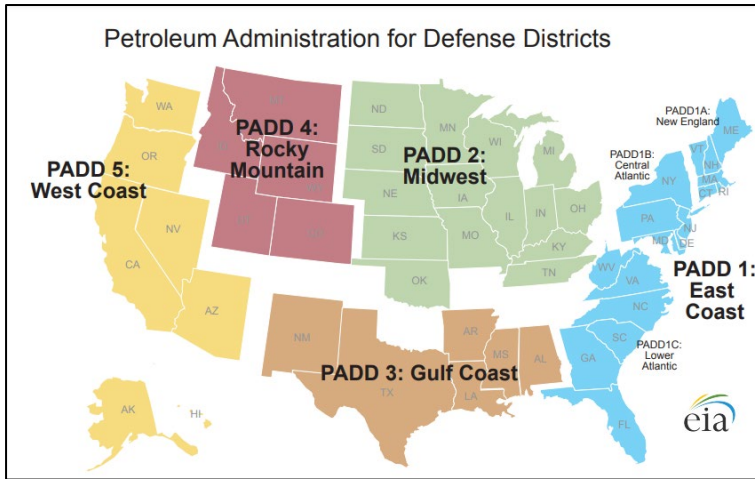 Petroleum Administration for Defense Districts
WA
OR
PADD 5:
West Coast
NV
CA
AZ
AK
HI
PADD 4:
Rocky
Mountain
ND
SD
NE
KS
OK
MN
WI
MI
PADD 2:
Midwest
IA
IL
IN
OH
MO
KY
TN
NM
AR
MS
AL
PADD 3: Gulf Coast
TX
LA
PADD1A:
New England
ME
VT
NH
MA
CT
RI
PADD1B:
Central
Atlantic
NY
PA
NJ
MD
DE
WV
VA
NC
SC
GA
FL
PADD 1:
East
Coast
PADD1C:
Lower
Atlantic
eia